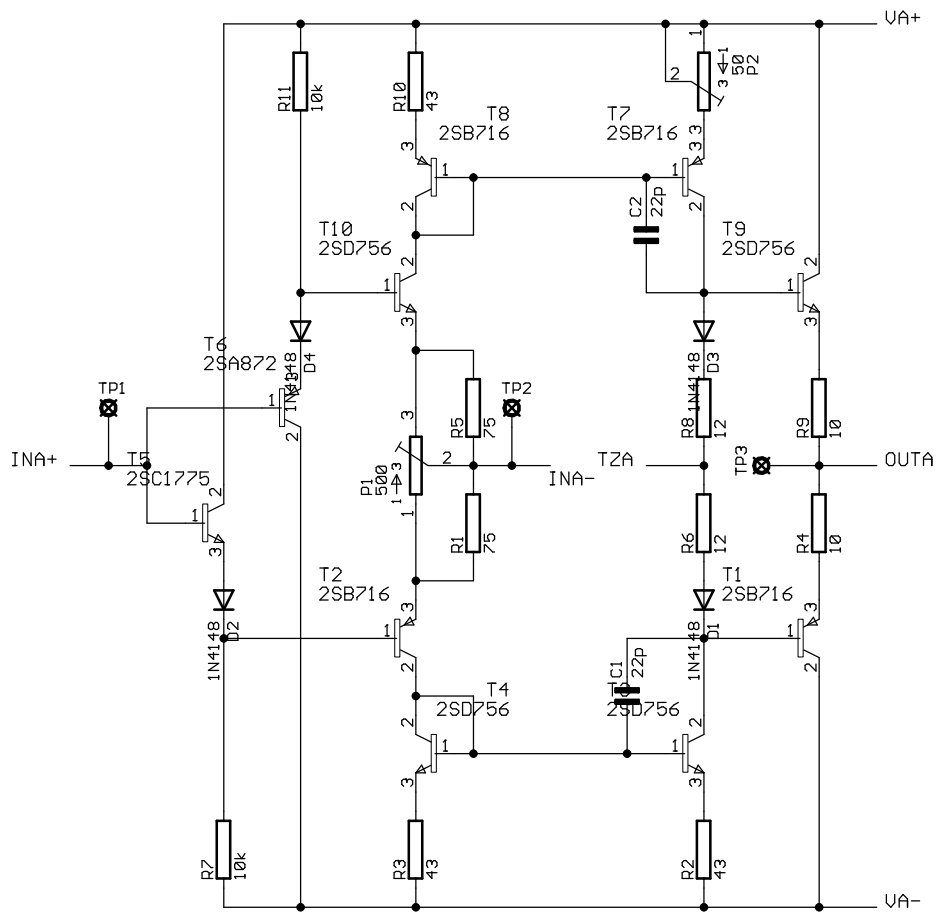 VA+
1
2
3
1
50
P2
R11
10k
R10
43
T8
2SB716
T7
2SB716
3
1
2
3
3
1
2
C2
22p
T10
2SD756
T9
2SD756
1
2
3
1
2
3
T6
2SA872
1N4148
D4
1N4148
D3
TP1
1
2
TP2
R5
75
R8
12
R9
10
3
P1
500
3
1
2
1
INA+
T5
2SC1775
INA-
TZA
TP3
OUTA
1
2
3
R1
75
R6
12
R4
10
T2
2SB716
T1
2SB716
1N4148
D2
1N4148
D1
1
3
2
1
3
2
C1
22p
T4
2SD756
2SD756
2
1
3
2
1
3
R7
10k
R3
43
R2
43
VA-